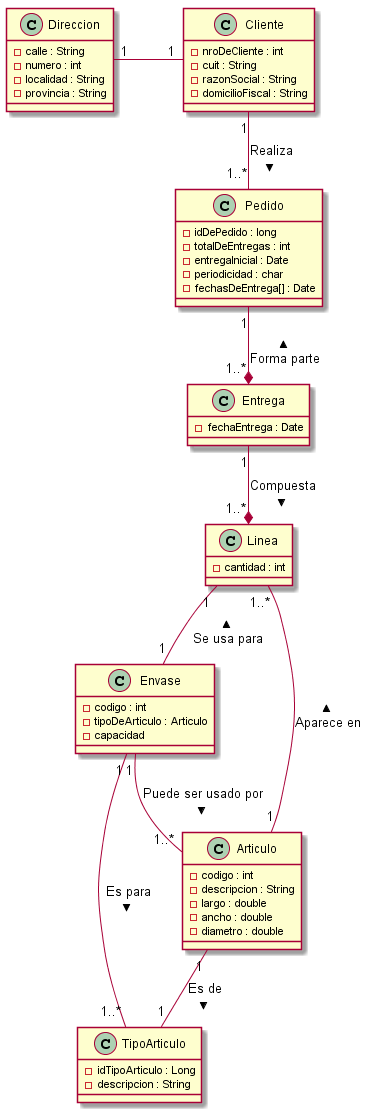 C Direccion
calle : String
numero : int
localidad : String
provincia : String
1 1
C Cliente
nroDeCliente : int
cuit : String
razonSocial : String
domicilioFiscal : String
1
Realiza
1..*
C Pedido
idDePedido : long
totalDeEntregas : int
entregaInicial : Date
periodicidad : char
fechasDeEntrega[] : Date
1
Forma parte
1..*
C Entrega
fechaEntrega : Date
1
Compuesta
1..*
C Linea
cantidad : int
1 1..*
Se usa para
1
C Envase
codigo : int
tipoDeArticulo : Articulo
capacidad
Aparece en
1 1
Puede ser usado por
1..* 1
C Articulo
codigo : int
descripcion : String
largo : double
ancho : double
diametro : double
Es para
1
Es de
1..* 1
C TipoArticulo
idTipoArticulo : Long
descripcion : String